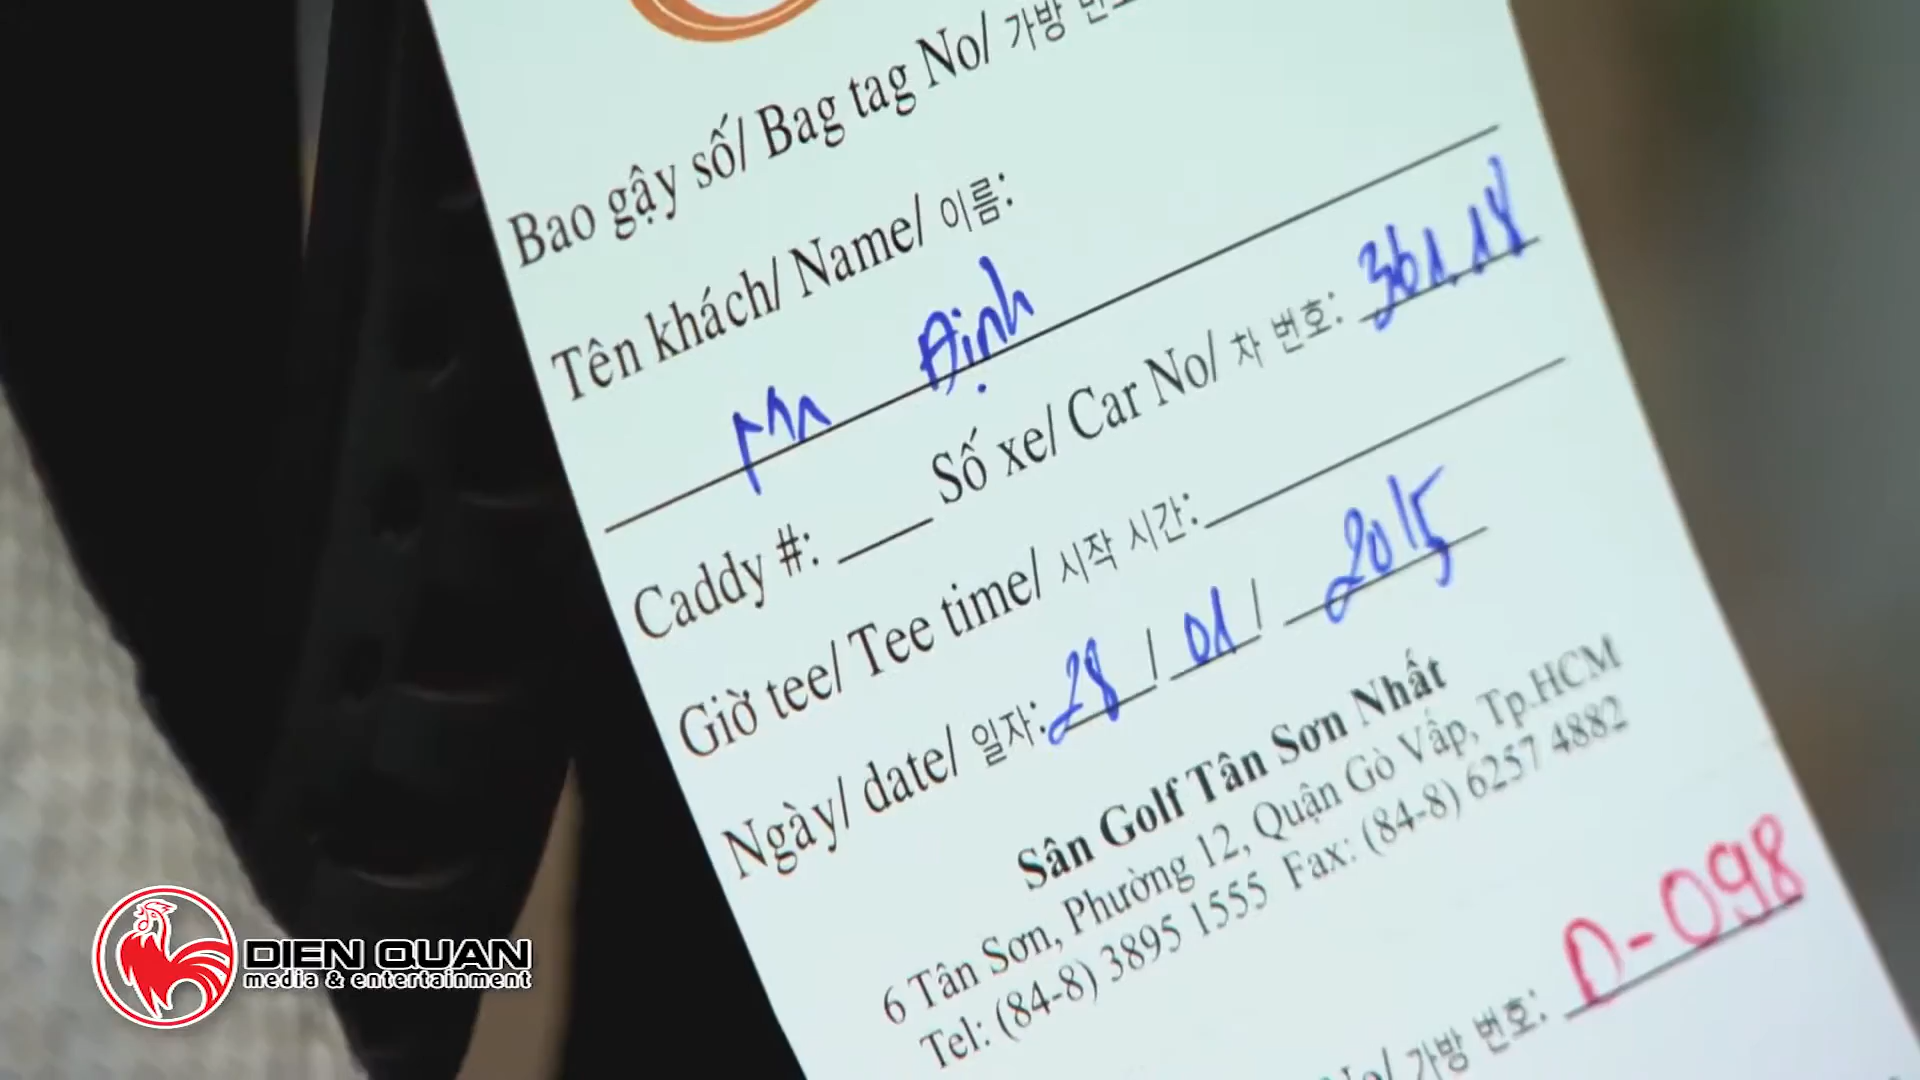 Bao gậy số/ Bag tag No/ 가방 번호
Tên khách/ Name/ 이름:
Mr Định
Caddy #: Số xe/ Car No/ 차 번호: 361.18
Giờ tee/ Tee time/ 시작 시간:
Ngày/ date/ 일자: 28 / 01 / 2015
Sân Golf Tân Sơn Nhất
6 Tân Sơn, Phường 12, Quận Gò Vấp, Tp.HCM
Tel: (84-8) 3895 1555 Fax: (84-8) 6257 4882
No/ 가방 번호: D-098
DIEN QUAN
media & entertainment